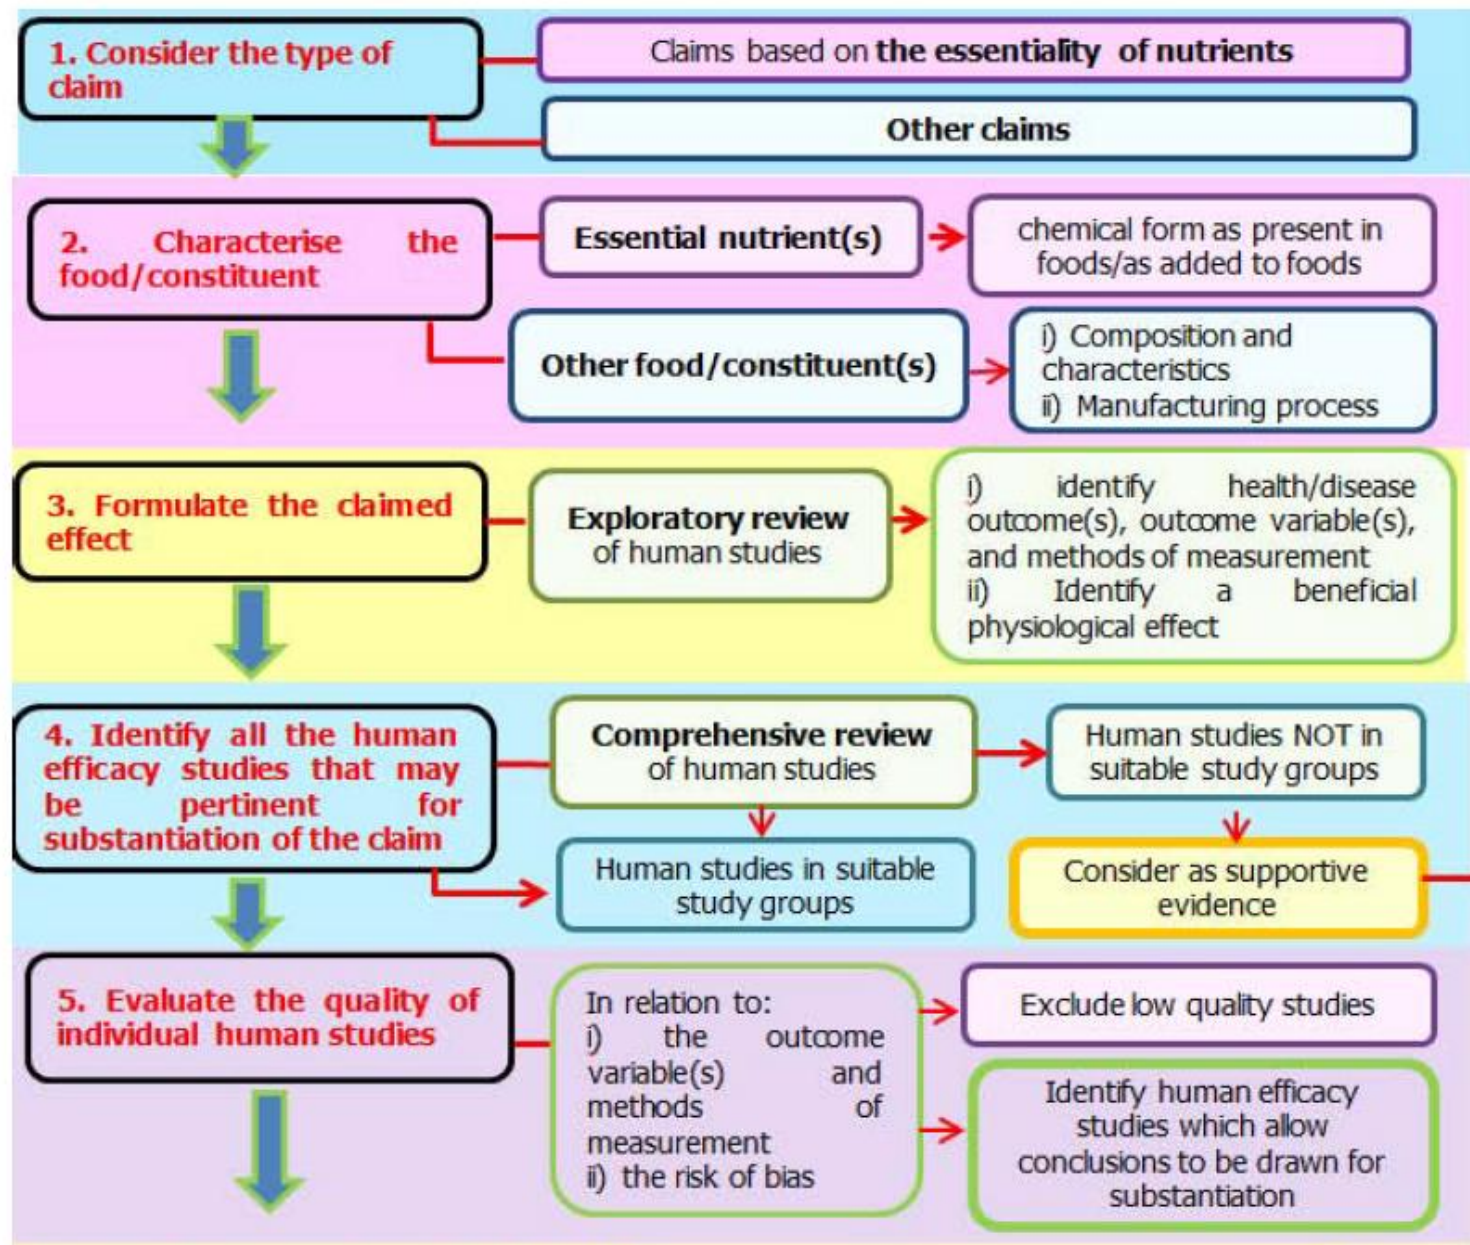 1. Consider the type of
claim
Claims based on the essentiality of nutrients
Other claims
2. Characterise the
food/constituent
Essential nutrient(s)
chemical form as present in
foods/as added to foods
Other food/constituent(s)
i) Composition and
characteristics
ii) Manufacturing process
3. Formulate the claimed
effect
Exploratory review
of human studies
i) identify health/disease
outcome(s), outcome variable(s),
and methods of measurement
ii) Identify a beneficial
physiological effect
4. Identify all the human
efficacy studies that may
be pertinent for
substantiation of the claim
Comprehensive review
of human studies
Human studies NOT in
suitable study groups
Human studies in suitable
study groups
Consider as supportive
evidence
5. Evaluate the quality of
individual human studies
In relation to:
i) the outcome
variable(s) and
methods of
measurement
ii) the risk of bias
Exclude low quality studies
Identify human efficacy
studies which allow
conclusions to be drawn for
substantiation